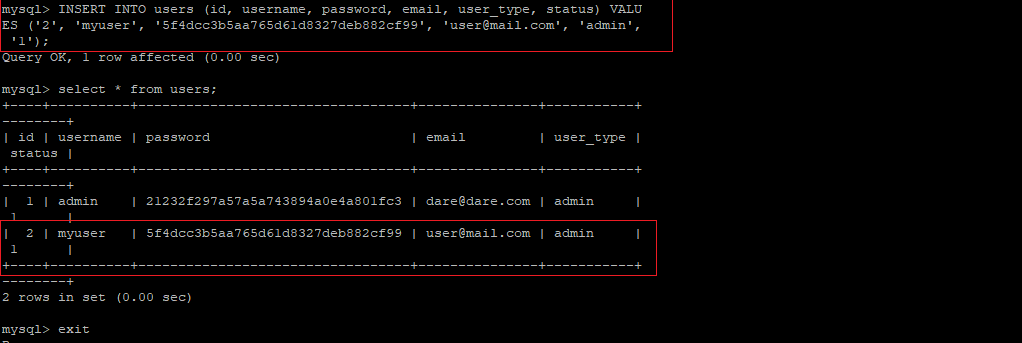 mysql> INSERT INTO users (id, username, password, email, user_type, status) VALU
ES ('2', 'myuser', '5f4dcc3b5aa765d61d8327deb882cf99', 'user@mail.com', 'admin',
 '1');
Query OK, 1 row affected (0.00 sec)

mysql> select * from users;
+----+----------+----------------------------------+---------------+-----------+
--------+
| id | username | password                         | email         | user_type |
 status |
+----+----------+----------------------------------+---------------+-----------+
--------+
|  1 | admin    | 21232f297a57a5a743894a0e4a801fc3 | dare@dare.com | admin     |
 1      |
|  2 | myuser   | 5f4dcc3b5aa765d61d8327deb882cf99 | user@mail.com | admin     |
 1      |
+----+----------+----------------------------------+---------------+-----------+
--------+
2 rows in set (0.00 sec)

mysql> exit